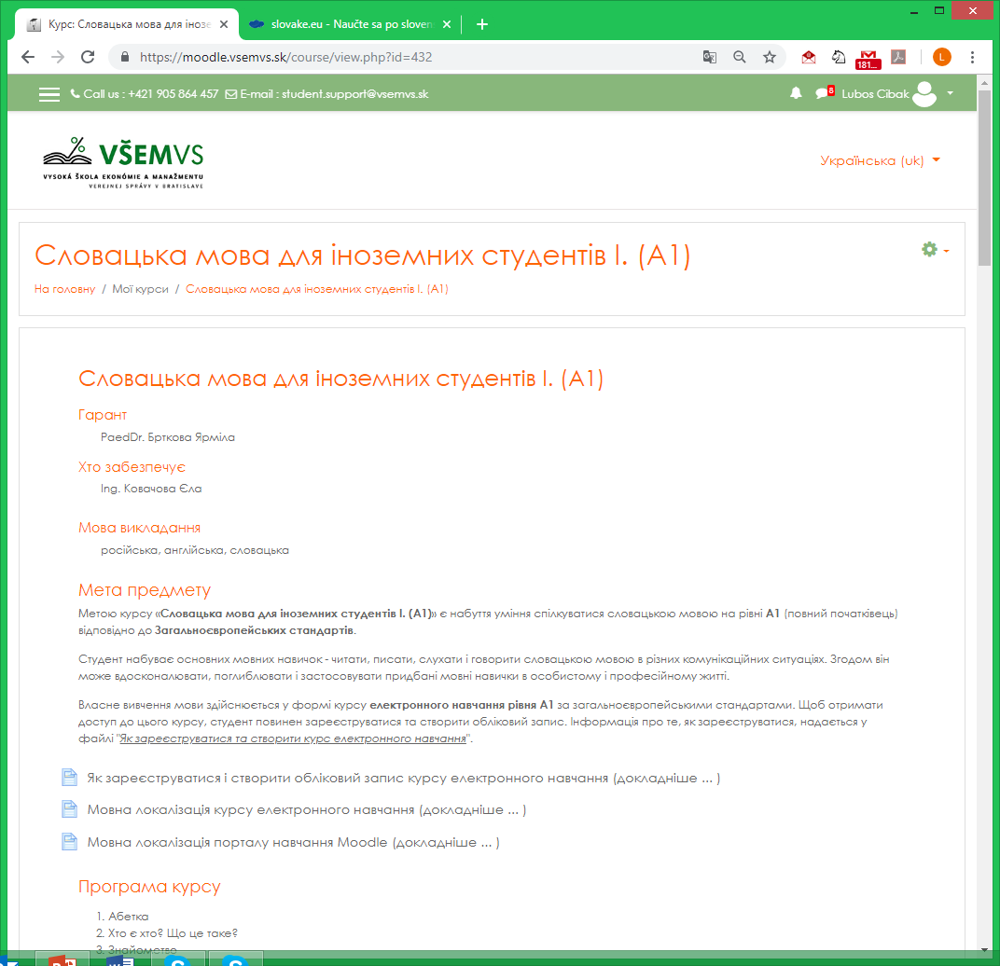 Курс: Словацька мова для інозе
slovake.eu - Naučte sa po sloven
https://moodle.vsemvs.sk/course/view.php?id=432
181...
L
Call us : +421 905 864 457 E-mail : student.support@vsemvs.sk
8
Lubos Cibak
VŠEMVS
VYSOKÁ ŠKOLA EKONÓMIE A MANAŽMENTU
VEREJNEJ SPRÁVY V BRATISLAVE
Українська (uk)
Словацька мова для іноземних студентів I. (A1)
На головну / Мої курси / Словацька мова для іноземних студентів I. (A1)
Словацька мова для іноземних студентів I. (A1)
Гарант
PaedDr. Брткова Ярміла
Хто забезпечує
Ing. Ковачова Єла
Мова викладання
російська, англійська, словацька
Мета предмету
Метою курсу «Словацька мова для іноземних студентів I. (A1)» є набуття уміння спілкуватися словацькою мовою на рівні A1 (повний початківець)
відповідно до Загальноєвропейських стандартів.
Студент набуває основних мовних навичок - читати, писати, слухати і говорити словацькою мовою в різних комунікаційних ситуаціях. Згодом він
може вдосконалювати, поглиблювати і застосовувати придбані мовні навички в особистому і професійному житті.
Власне вивчення мови здійснюється у формі курсу електронного навчання рівня A1 за загальноєвропейськими стандартами. Щоб отримати
доступ до цього курсу, студент повинен зареєструватися та створити обліковий запис. Інформація про те, як зареєструватися, надається у
файлі "Як зареєструватися та створити курс електронного навчання".
Як зареєструватися і створити обліковий запис курсу електронного навчання (докладніше ... )
Мовна локалізація курсу електронного навчання (докладніше ... )
Мовна локалізація порталу навчання Moodle (докладніше ... )
Програма курсу
1. Абетка
2. Хто є хто? Що це таке?
3. Знайомство